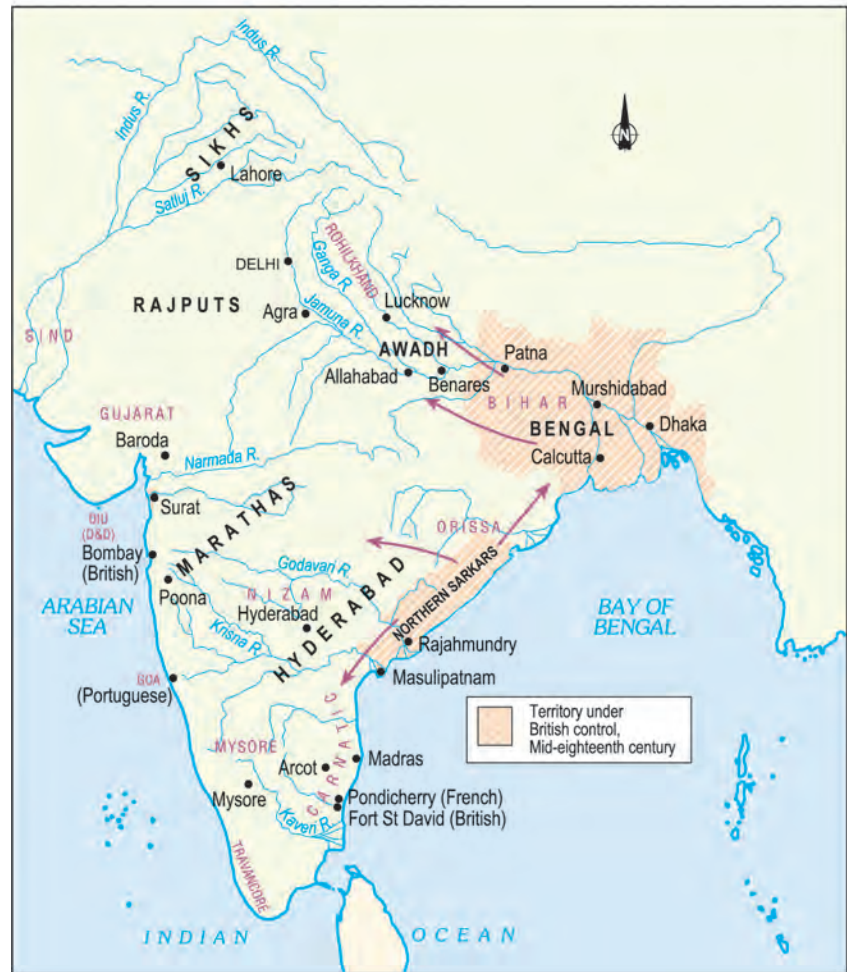 Indus R.
Indus R.
N
SIKHS
Lahore
Satluj R.
DELHI
Ganga R
ROHILKHAND
RAJPUTS
Agra
Jamuna R.
Lucknow
SIND
AWADH
Patna
Allahabad
Benares
Murshidabad
BIHAR
GUJARAT
BENGAL
Dhaka
Baroda
Calcutta
Narmada R.
Surat
MARATHAS
ORISSA
DIU
(D&D)
Bombay
(British)
Godavari R.
NORTHERN SARKARS
Poona
NIZAM
ARABIAN
SEA
Hyderabad
HYDERABAD
BAY OF
BENGAL
Krisna R.
Rajahmundry
Masulipatnam
GOA
(Portuguese)
CARNATIC
Territory under
British control,
Mid-eighteenth century
MYSORE
Madras
Arcot
Mysore
Pondicherry (French)
Fort St David (British)
Kaveri R.
TRAVANCORE
INDIAN OCEAN